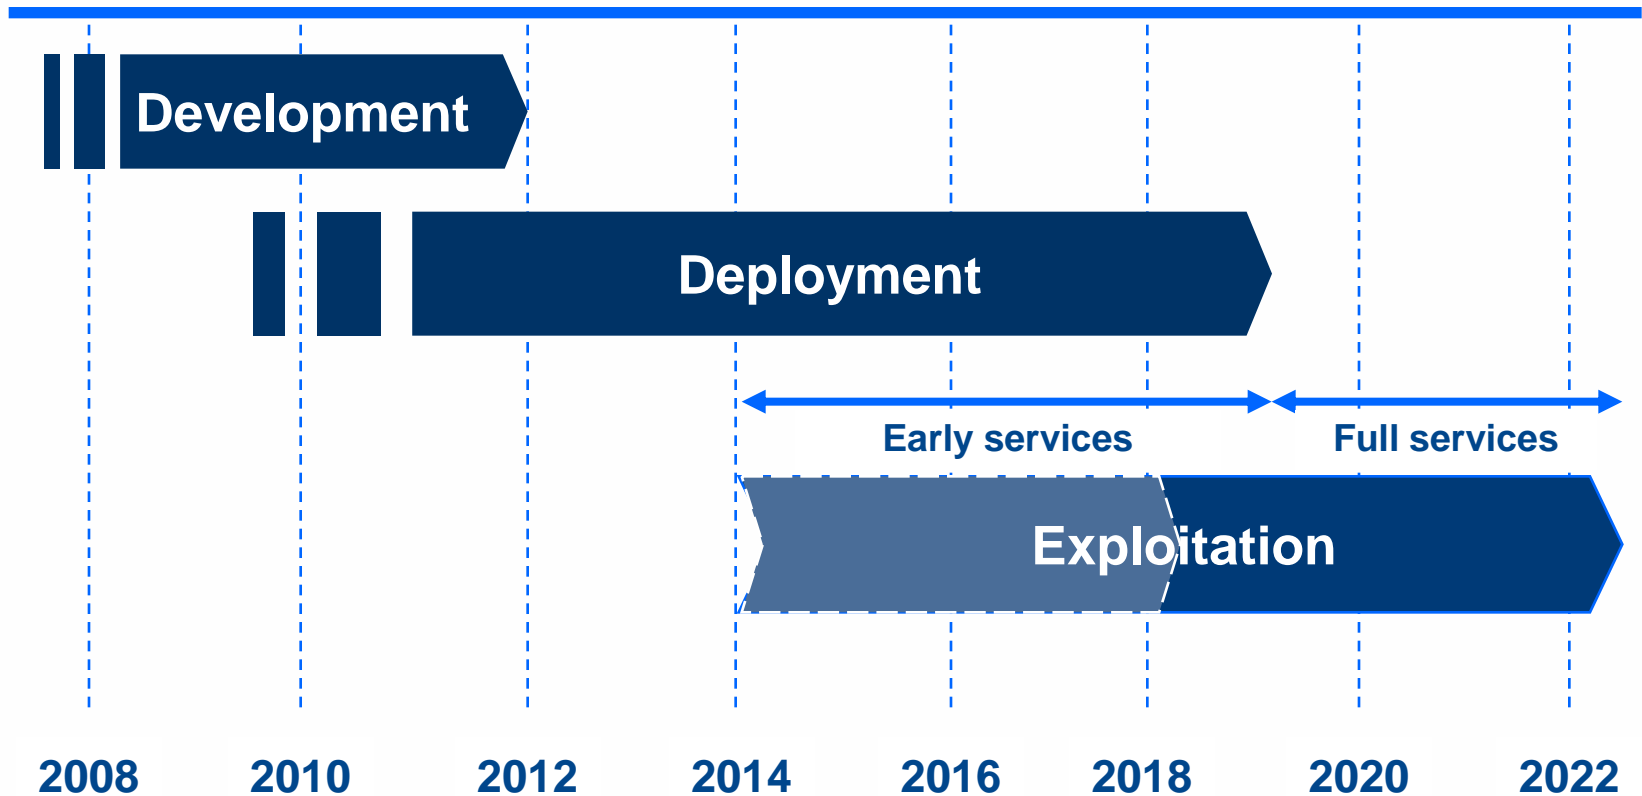 Development
Deployment
Early services
Full services
Exploitation
2008
2010
2012
2014
2016
2018
2020
2022